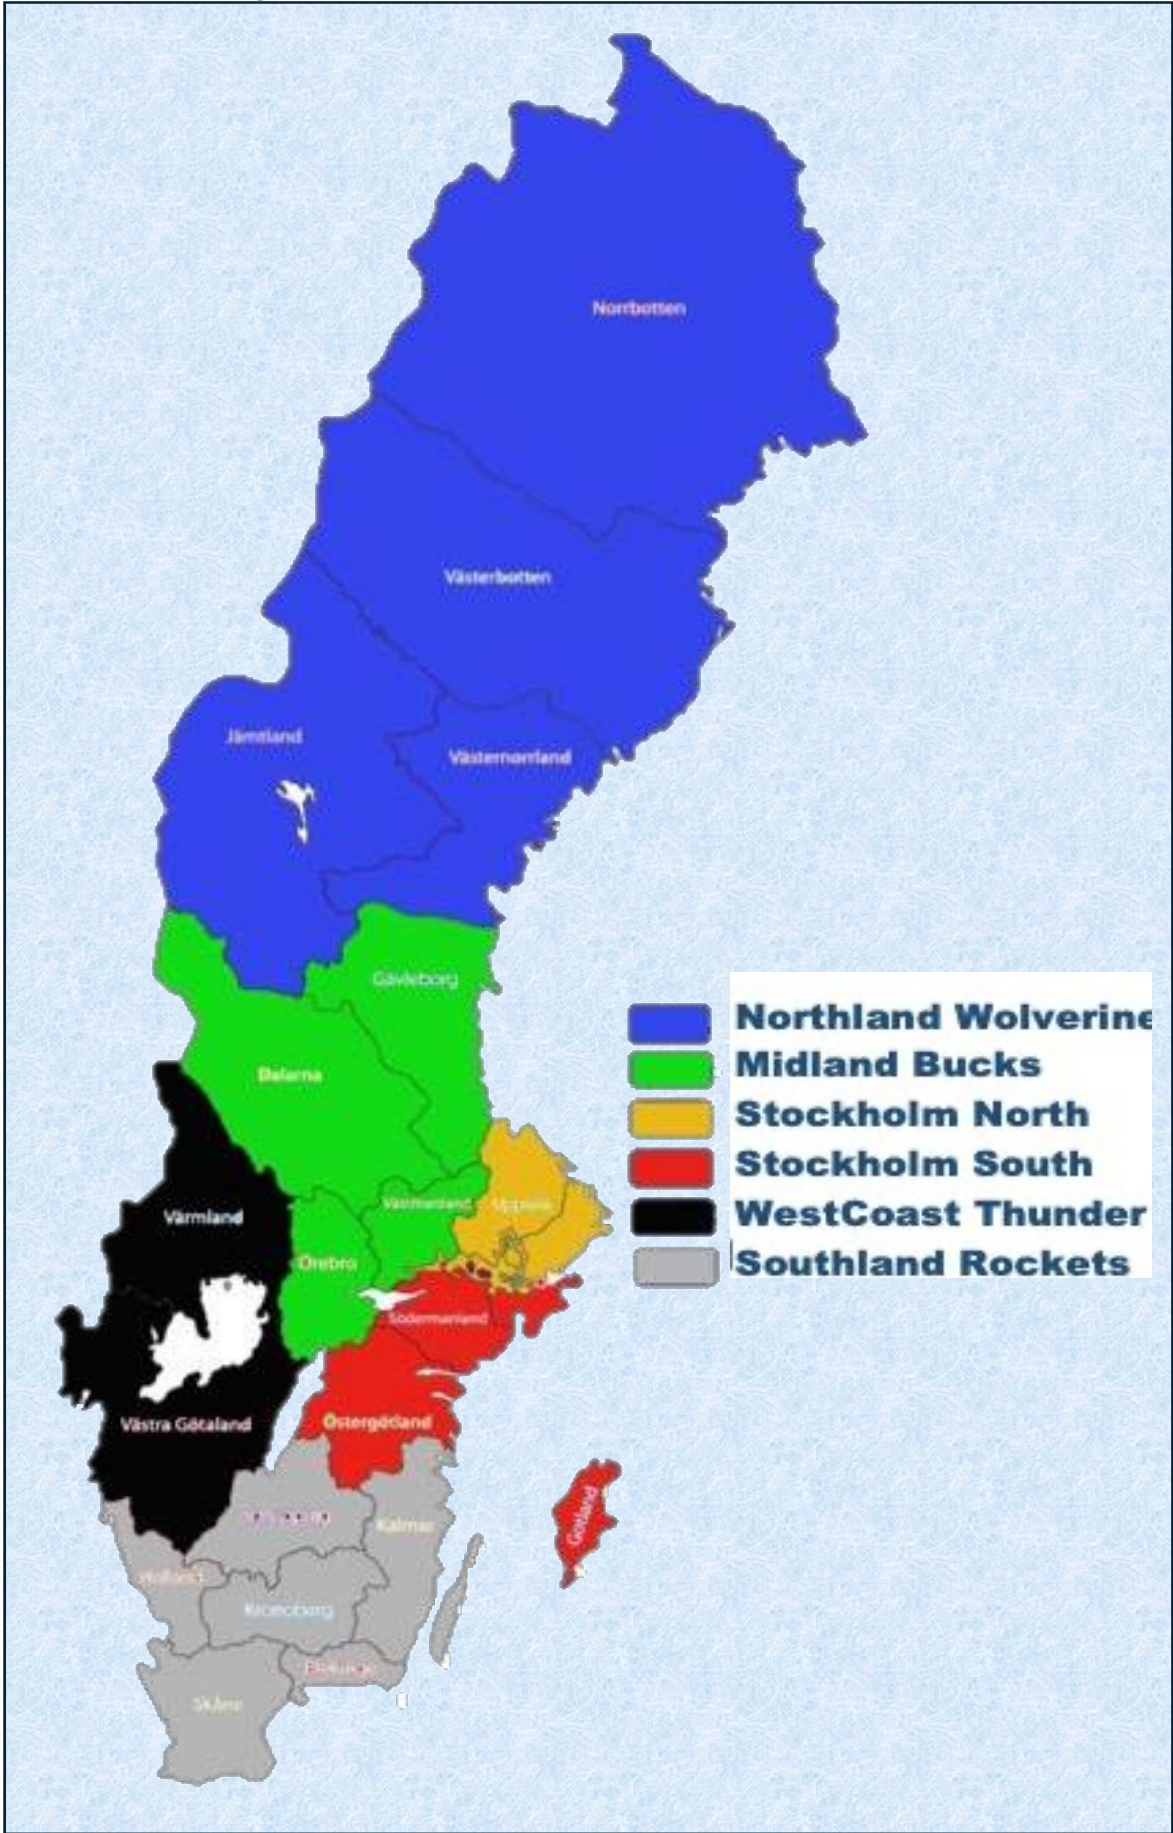 Norrbotten
Västerbotten
Jämtland
Västernorrland
Gävleborg
Dalarna
Northland Wolverine
Midland Bucks
Stockholm North
Stockholm South
WestCoast Thunder
Southland Rockets
Västmanland
Uppsala
Värmland
Örebro
Södermanland
Västra Götaland
Östergötland
Gotland
Kalmar
Kronoberg
Skåne